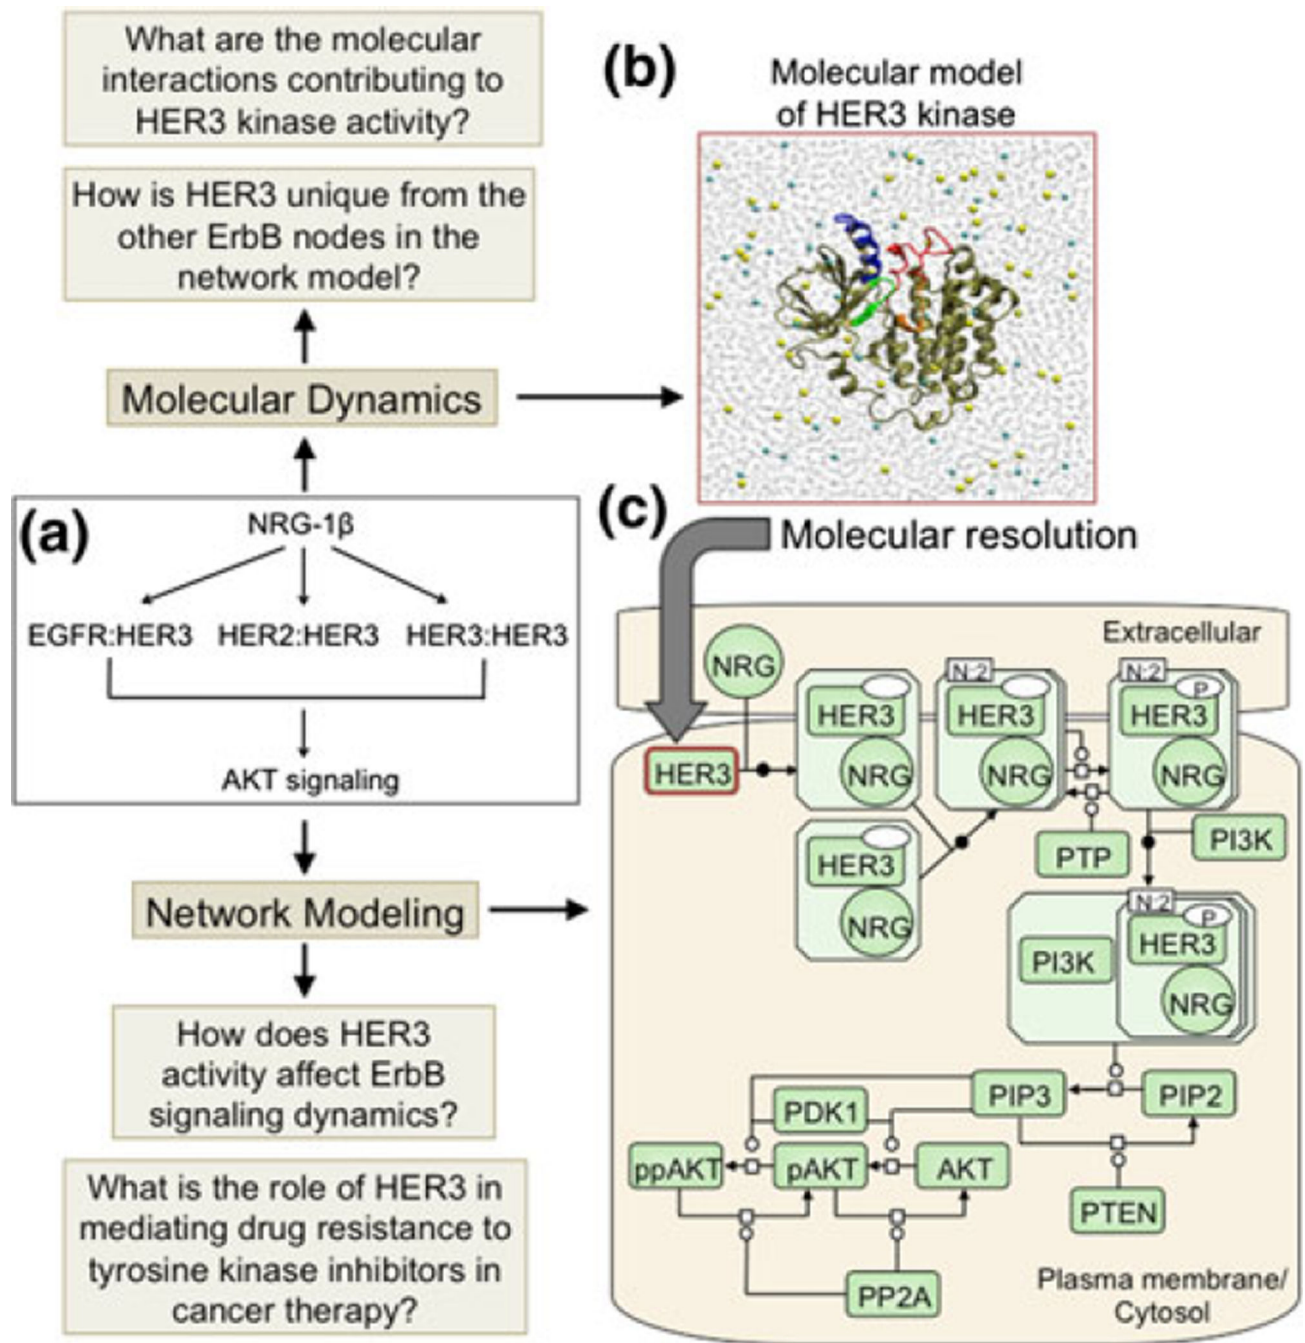 What are the molecular
interactions contributing to
HER3 kinase activity?
How is HER3 unique from the
other ErbB nodes in the
network model?
Molecular Dynamics
(a)
NRG-1β
EGFR:HER3 HER2:HER3 HER3:HER3
AKT signaling
Network Modeling
How does HER3
activity affect ErbB
signaling dynamics?
What is the role of HER3 in
mediating drug resistance to
tyrosine kinase inhibitors in
cancer therapy?
(b)
Molecular model
of HER3 kinase
(c)
Molecular resolution
Extracellular
NRG
N:2
N:2
P
HER3
HER3
HER3
HER3
NRG
NRG
NRG
HER3
NRG
PTP
PI3K
N:2
P
HER3
PI3K
NRG
PIP3
PIP2
PDK1
ppAKT
pAKT
AKT
PTEN
PP2A
Plasma membrane/
Cytosol